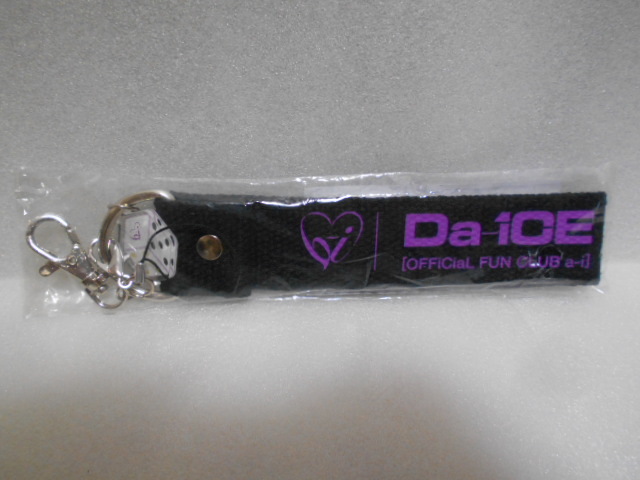 Da-iCE
[OFFiCiaL FUN CLUB a-i]